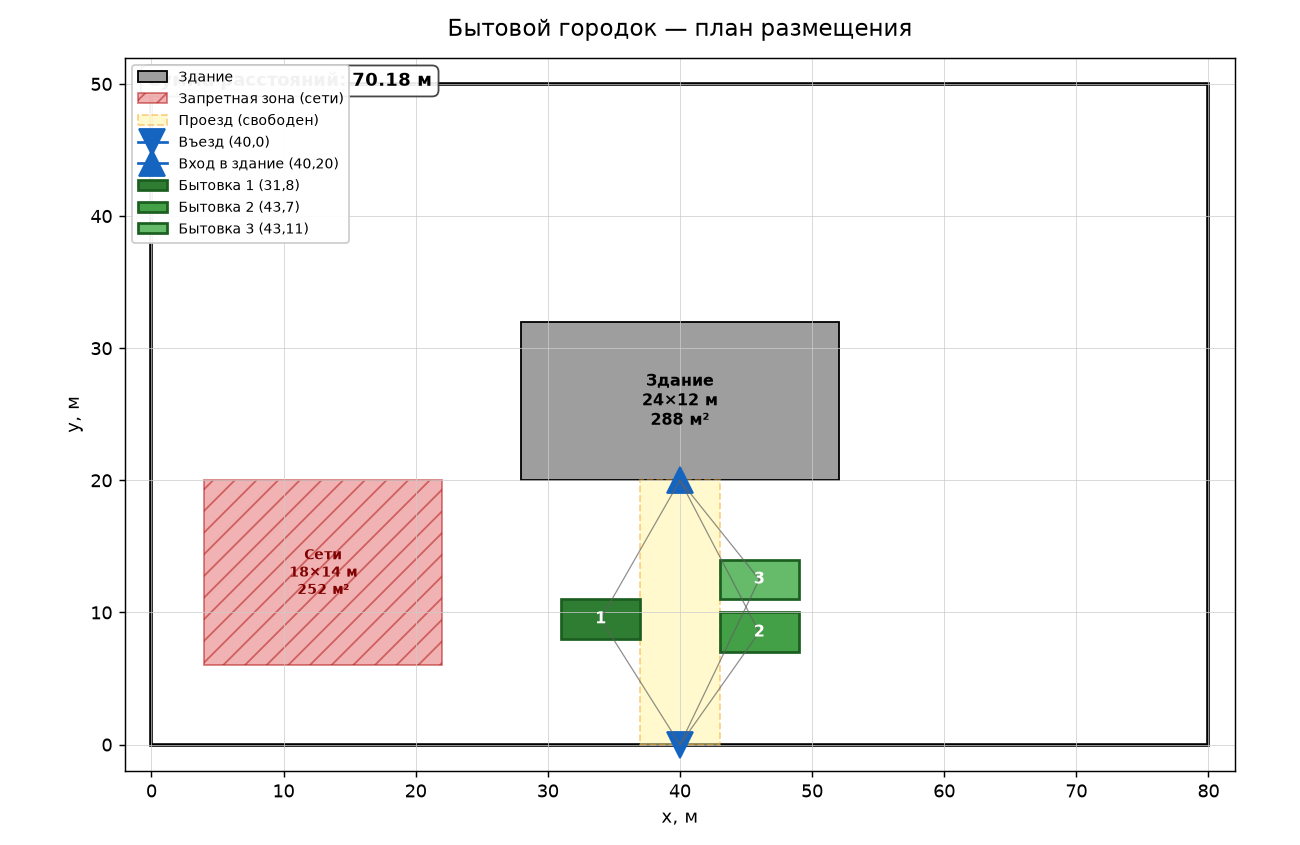 Бытовой городок — план размещения
расстояний: 70.18 м
Здание
Запретная зона (сети)
Проезд (свободен)
Въезд (40,0)
Вход в здание (40,20)
Бытовка 1 (31,8)
Бытовка 2 (43,7)
Бытовка 3 (43,11)
50
40
30
20
10
0
y, м
Здание
24×12 м
288 м²
Сети
18×14 м
252 м²
3
1
2
0 10 20 30 40 50 60 70 80
x, м